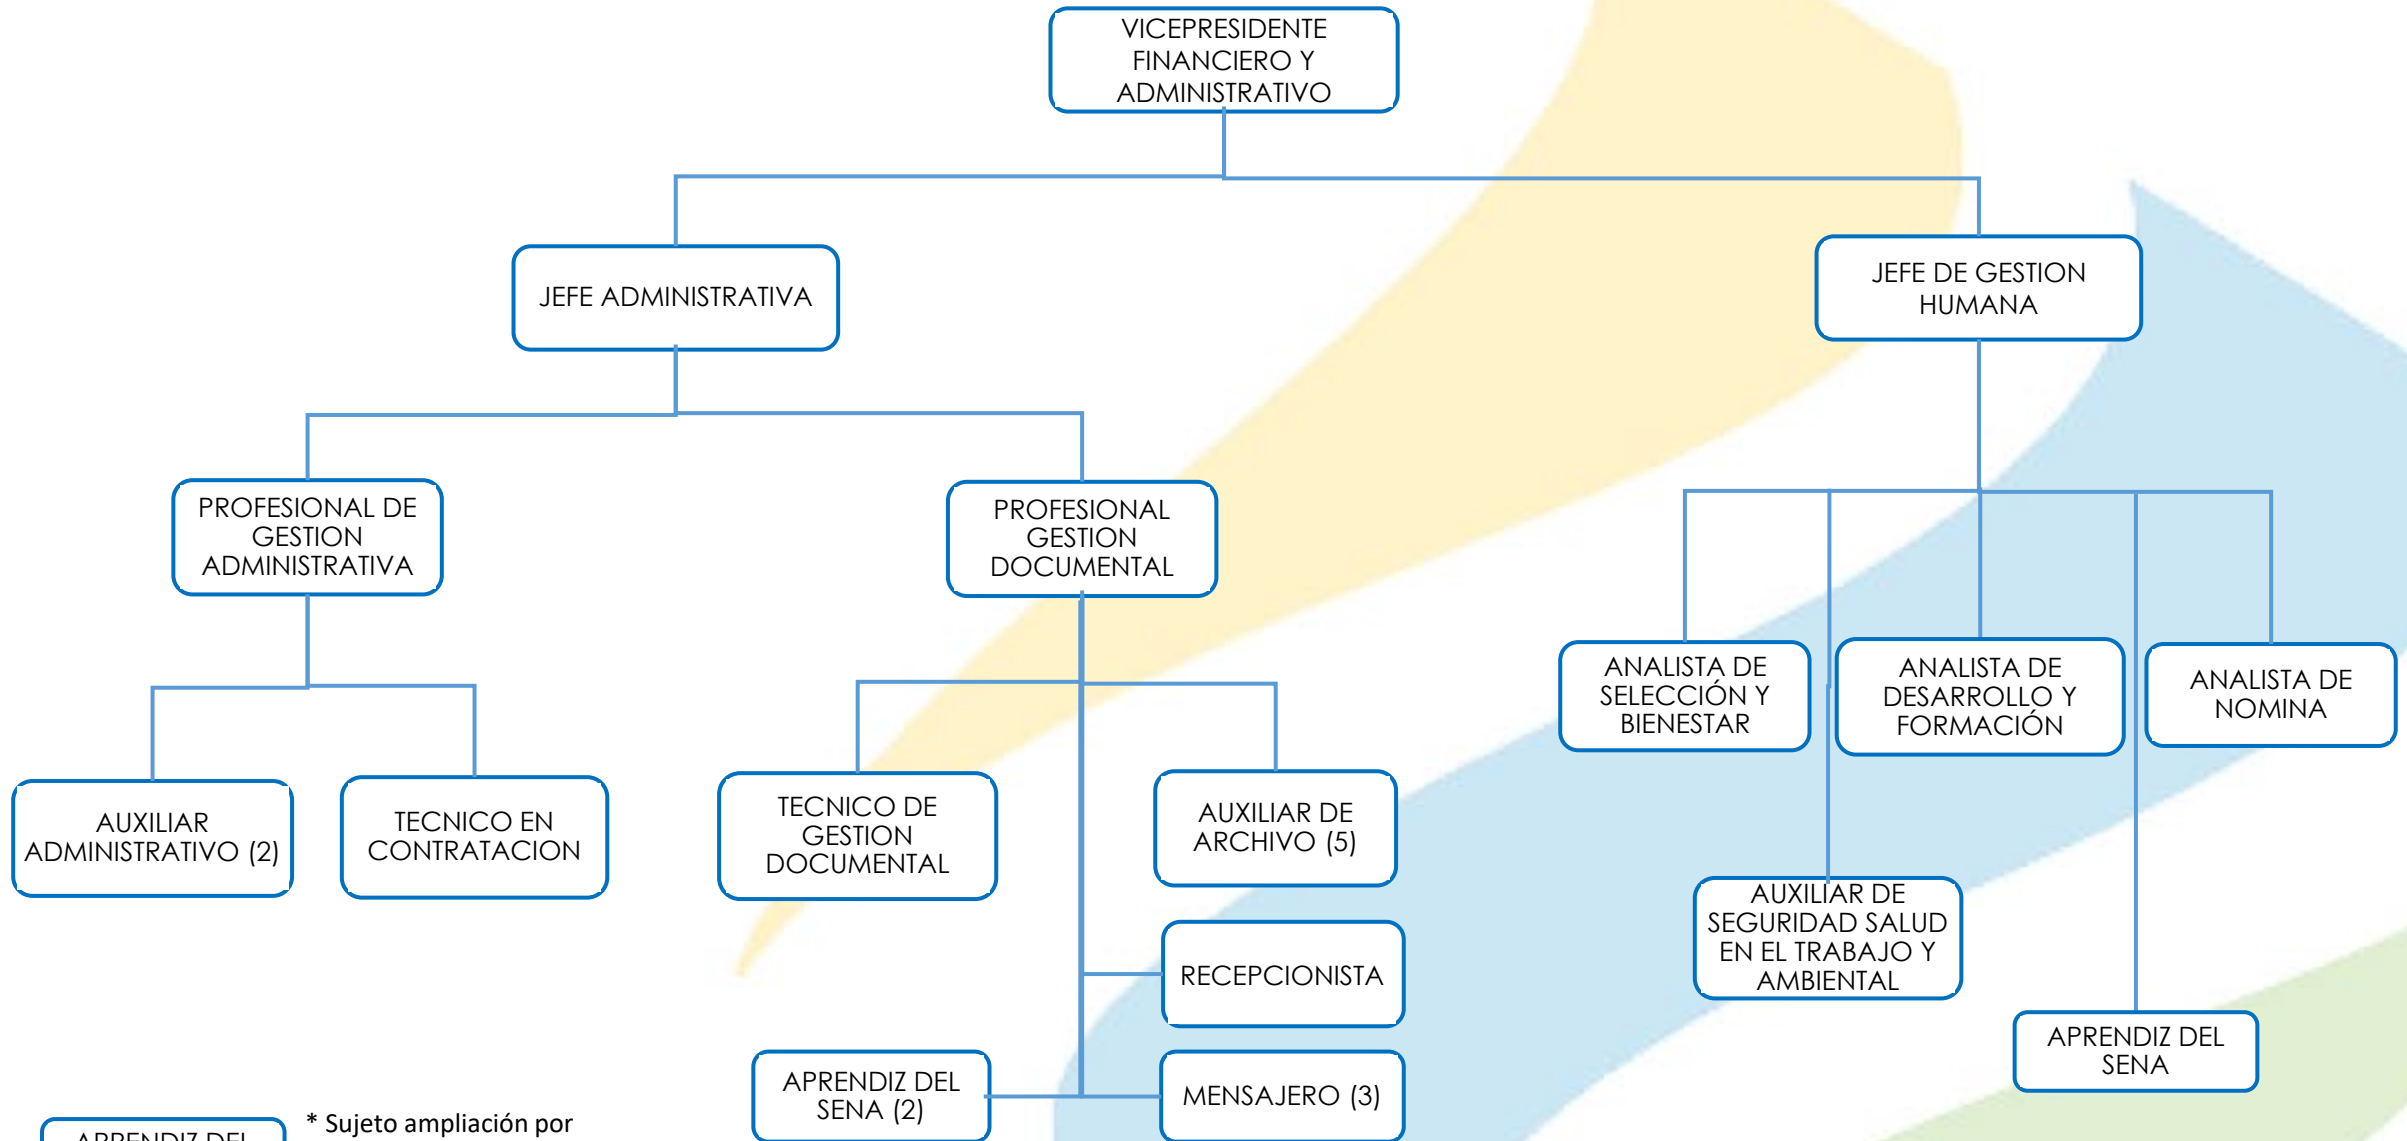 VICEPRESIDENTE
FINANCIERO Y
ADMINISTRATIVO
JEFE ADMINISTRATIVA
JEFE DE GESTION
HUMANA
PROFESIONAL DE
GESTION
ADMINISTRATIVA
PROFESIONAL
GESTION
DOCUMENTAL
ANALISTA DE
SELECCIÓN Y
BIENESTAR
ANALISTA DE
DESARROLLO Y
FORMACIÓN
ANALISTA DE
NOMINA
AUXILIAR
ADMINISTRATIVO (2)
TECNICO EN
CONTRATACION
TECNICO DE
GESTION
DOCUMENTAL
AUXILIAR DE
ARCHIVO (5)
AUXILIAR DE
SEGURIDAD SALUD
EN EL TRABAJO Y
AMBIENTAL
RECEPCIONISTA
APRENDIZ DEL
SENA
APRENDIZ DEL
SENA (2)
MENSAJERO (3)
APRENDIZ DEL
* Sujeto ampliación por